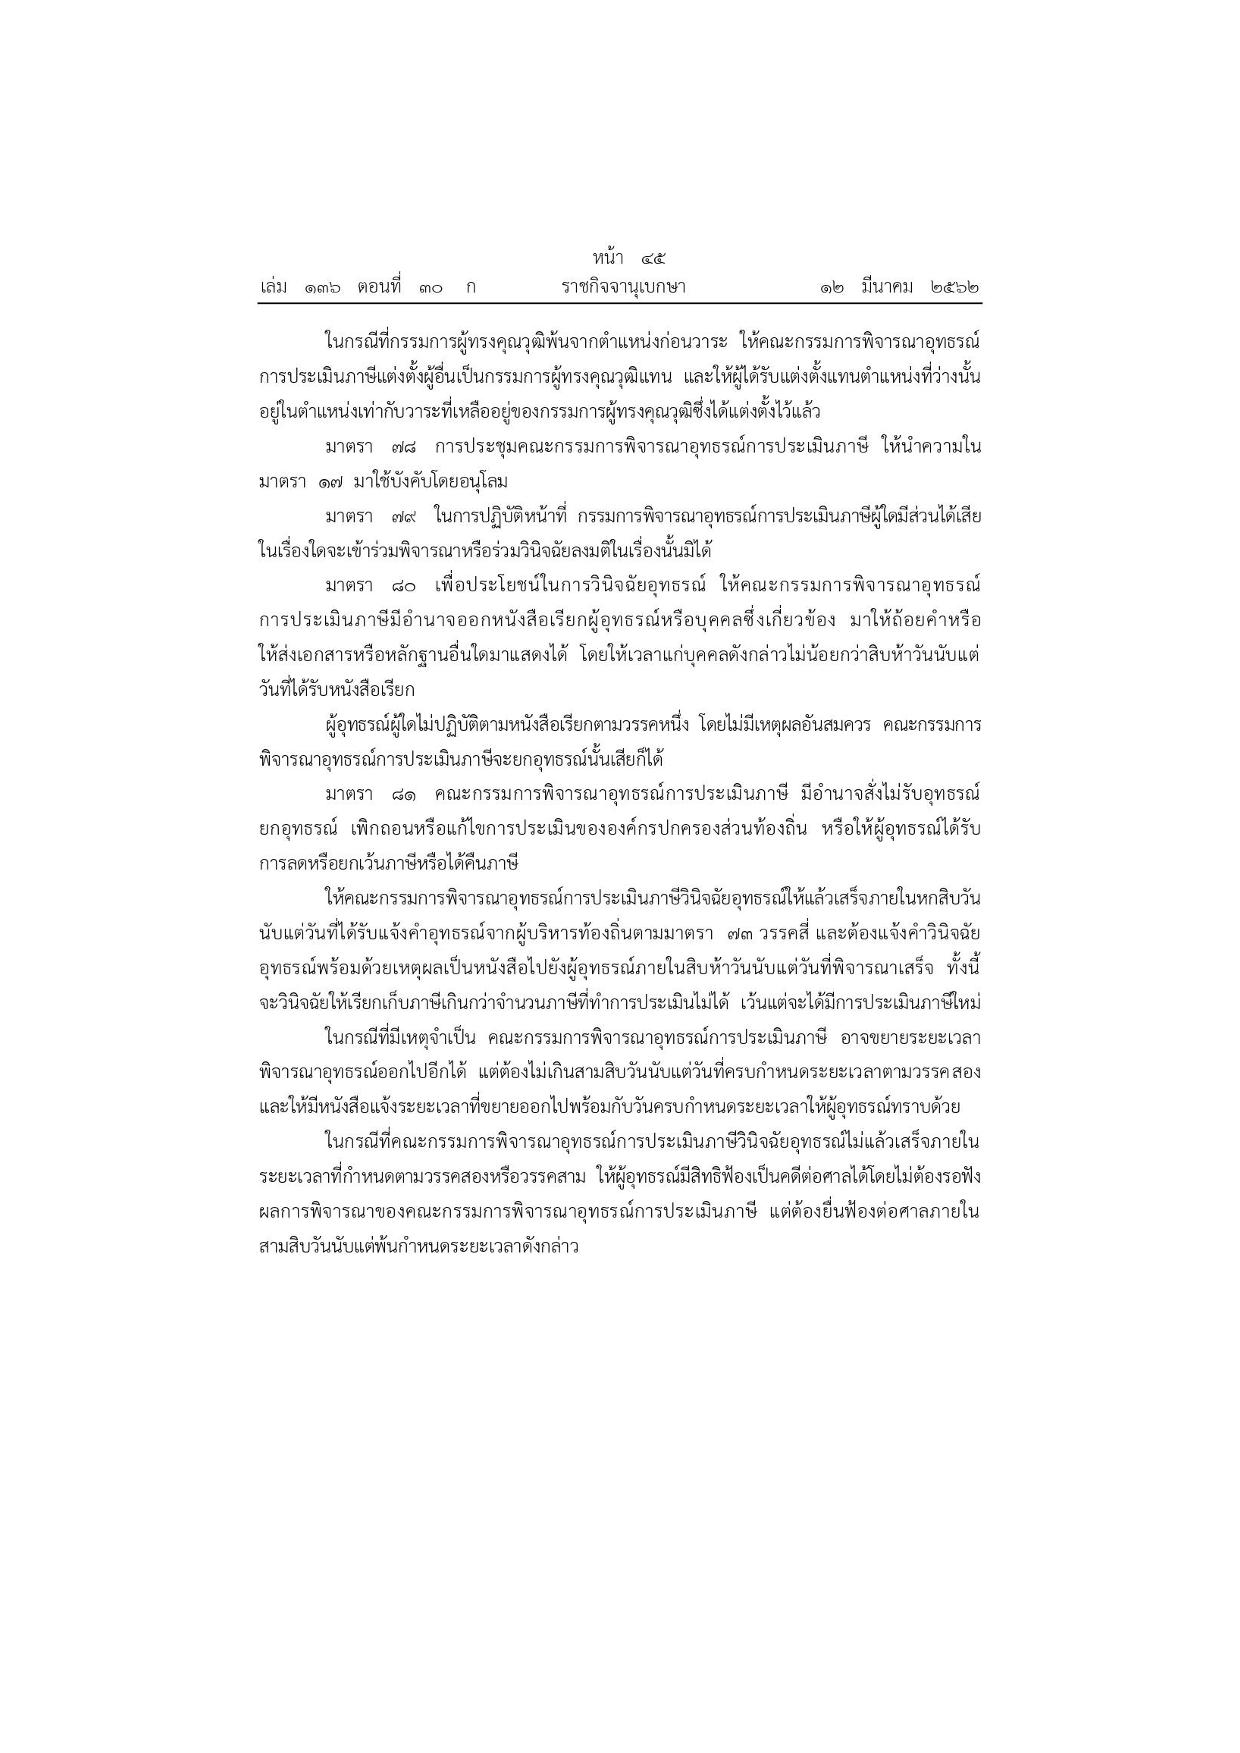 หน้า ๔๕
เล่ม ๑๓๖ ตอนที่ ๓๐ ก ราชกิจจานุเบกษา ๑๒ มีนาคม ๒๕๖๒
ในกรณีที่กรรมการผู้ทรงคุณวุฒิพ้นจากตำแหน่งก่อนวาระ ให้คณะกรรมการพิจารณาอุทธรณ์
การประเมินภาษีแต่งตั้งผู้อื่นเป็นกรรมการผู้ทรงคุณวุฒิแทน และให้ผู้ได้รับแต่งตั้งแทนตำแหน่งที่ว่างนั้น
อยู่ในตำแหน่งเท่ากับวาระที่เหลืออยู่ของกรรมการผู้ทรงคุณวุฒิซึ่งได้แต่งตั้งไว้แล้ว
มาตรา ๗๘ การประชุมคณะกรรมการพิจารณาอุทธรณ์การประเมินภาษี ให้นำความใน
มาตรา ๑๗ มาใช้บังคับโดยอนุโลม
มาตรา ๗๙ ในการปฏิบัติหน้าที่ กรรมการพิจารณาอุทธรณ์การประเมินภาษีผู้ใดมีส่วนได้เสีย
ในเรื่องใดจะเข้าร่วมพิจารณาหรือร่วมวินิจฉัยลงมติในเรื่องนั้นมิได้
มาตรา ๘๐ เพื่อประโยชน์ในการวินิจฉัยอุทธรณ์ ให้คณะกรรมการพิจารณาอุทธรณ์
การประเมินภาษีมีอำนาจออกหนังสือเรียกผู้อุทธรณ์หรือบุคคลซึ่งเกี่ยวข้อง มาให้ถ้อยคำหรือ
ให้ส่งเอกสารหรือหลักฐานอื่นใดมาแสดงได้ โดยให้เวลาแก่บุคคลดังกล่าวไม่น้อยกว่าสิบห้าวันนับแต่
วันที่ได้รับหนังสือเรียก
ผู้อุทธรณ์ผู้ใดไม่ปฏิบัติตามหนังสือเรียกตามวรรคหนึ่ง โดยไม่มีเหตุผลอันสมควร คณะกรรมการ
พิจารณาอุทธรณ์การประเมินภาษีจะยกอุทธรณ์นั้นเสียก็ได้
มาตรา ๘๑ คณะกรรมการพิจารณาอุทธรณ์การประเมินภาษี มีอำนาจสั่งไม่รับอุทธรณ์
ยกอุทธรณ์ เพิกถอนหรือแก้ไขการประเมินขององค์กรปกครองส่วนท้องถิ่น หรือให้ผู้อุทธรณ์ได้รับ
การลดหรือยกเว้นภาษีหรือได้คืนภาษี
ให้คณะกรรมการพิจารณาอุทธรณ์การประเมินภาษีวินิจฉัยอุทธรณ์ให้แล้วเสร็จภายในหกสิบวัน
นับแต่วันที่ได้รับแจ้งคำอุทธรณ์จากผู้บริหารท้องถิ่นตามมาตรา ๗๓ วรรคสี่ และต้องแจ้งคำวินิจฉัย
อุทธรณ์พร้อมด้วยเหตุผลเป็นหนังสือไปยังผู้อุทธรณ์ภายในสิบห้าวันนับแต่วันที่พิจารณาเสร็จ ทั้งนี้
จะวินิจฉัยให้เรียกเก็บภาษีเกินกว่าจำนวนภาษีที่ทำการประเมินไม่ได้ เว้นแต่จะได้มีการประเมินภาษีใหม่
ในกรณีที่มีเหตุจำเป็น คณะกรรมการพิจารณาอุทธรณ์การประเมินภาษี อาจขยายระยะเวลา
พิจารณาอุทธรณ์ออกไปอีกได้ แต่ต้องไม่เกินสามสิบวันนับแต่วันที่ครบกำหนดระยะเวลาตามวรรคสอง
และให้มีหนังสือแจ้งระยะเวลาที่ขยายออกไปพร้อมกับวันครบกำหนดระยะเวลาให้ผู้อุทธรณ์ทราบด้วย
ในกรณีที่คณะกรรมการพิจารณาอุทธรณ์การประเมินภาษีวินิจฉัยอุทธรณ์ไม่แล้วเสร็จภายใน
ระยะเวลาที่กำหนดตามวรรคสองหรือวรรคสาม ให้ผู้อุทธรณ์มีสิทธิฟ้องเป็นคดีต่อศาลได้โดยไม่ต้องรอฟัง
ผลการพิจารณาของคณะกรรมการพิจารณาอุทธรณ์การประเมินภาษี แต่ต้องยื่นฟ้องต่อศาลภายใน
สามสิบวันนับแต่พ้นกำหนดระยะเวลาดังกล่าว